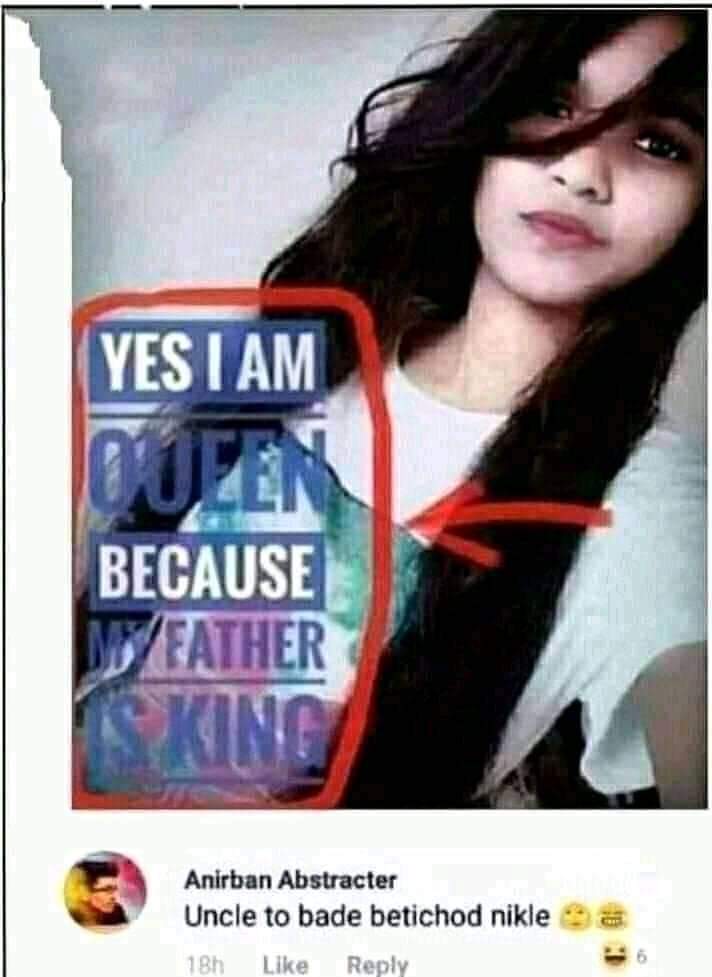 YES I AM
QUEEN
BECAUSE
MY FATHER
IS KING
Anirban Abstracter
Uncle to bade betichod nikle 🙄😂
18h Like Reply
😆 6